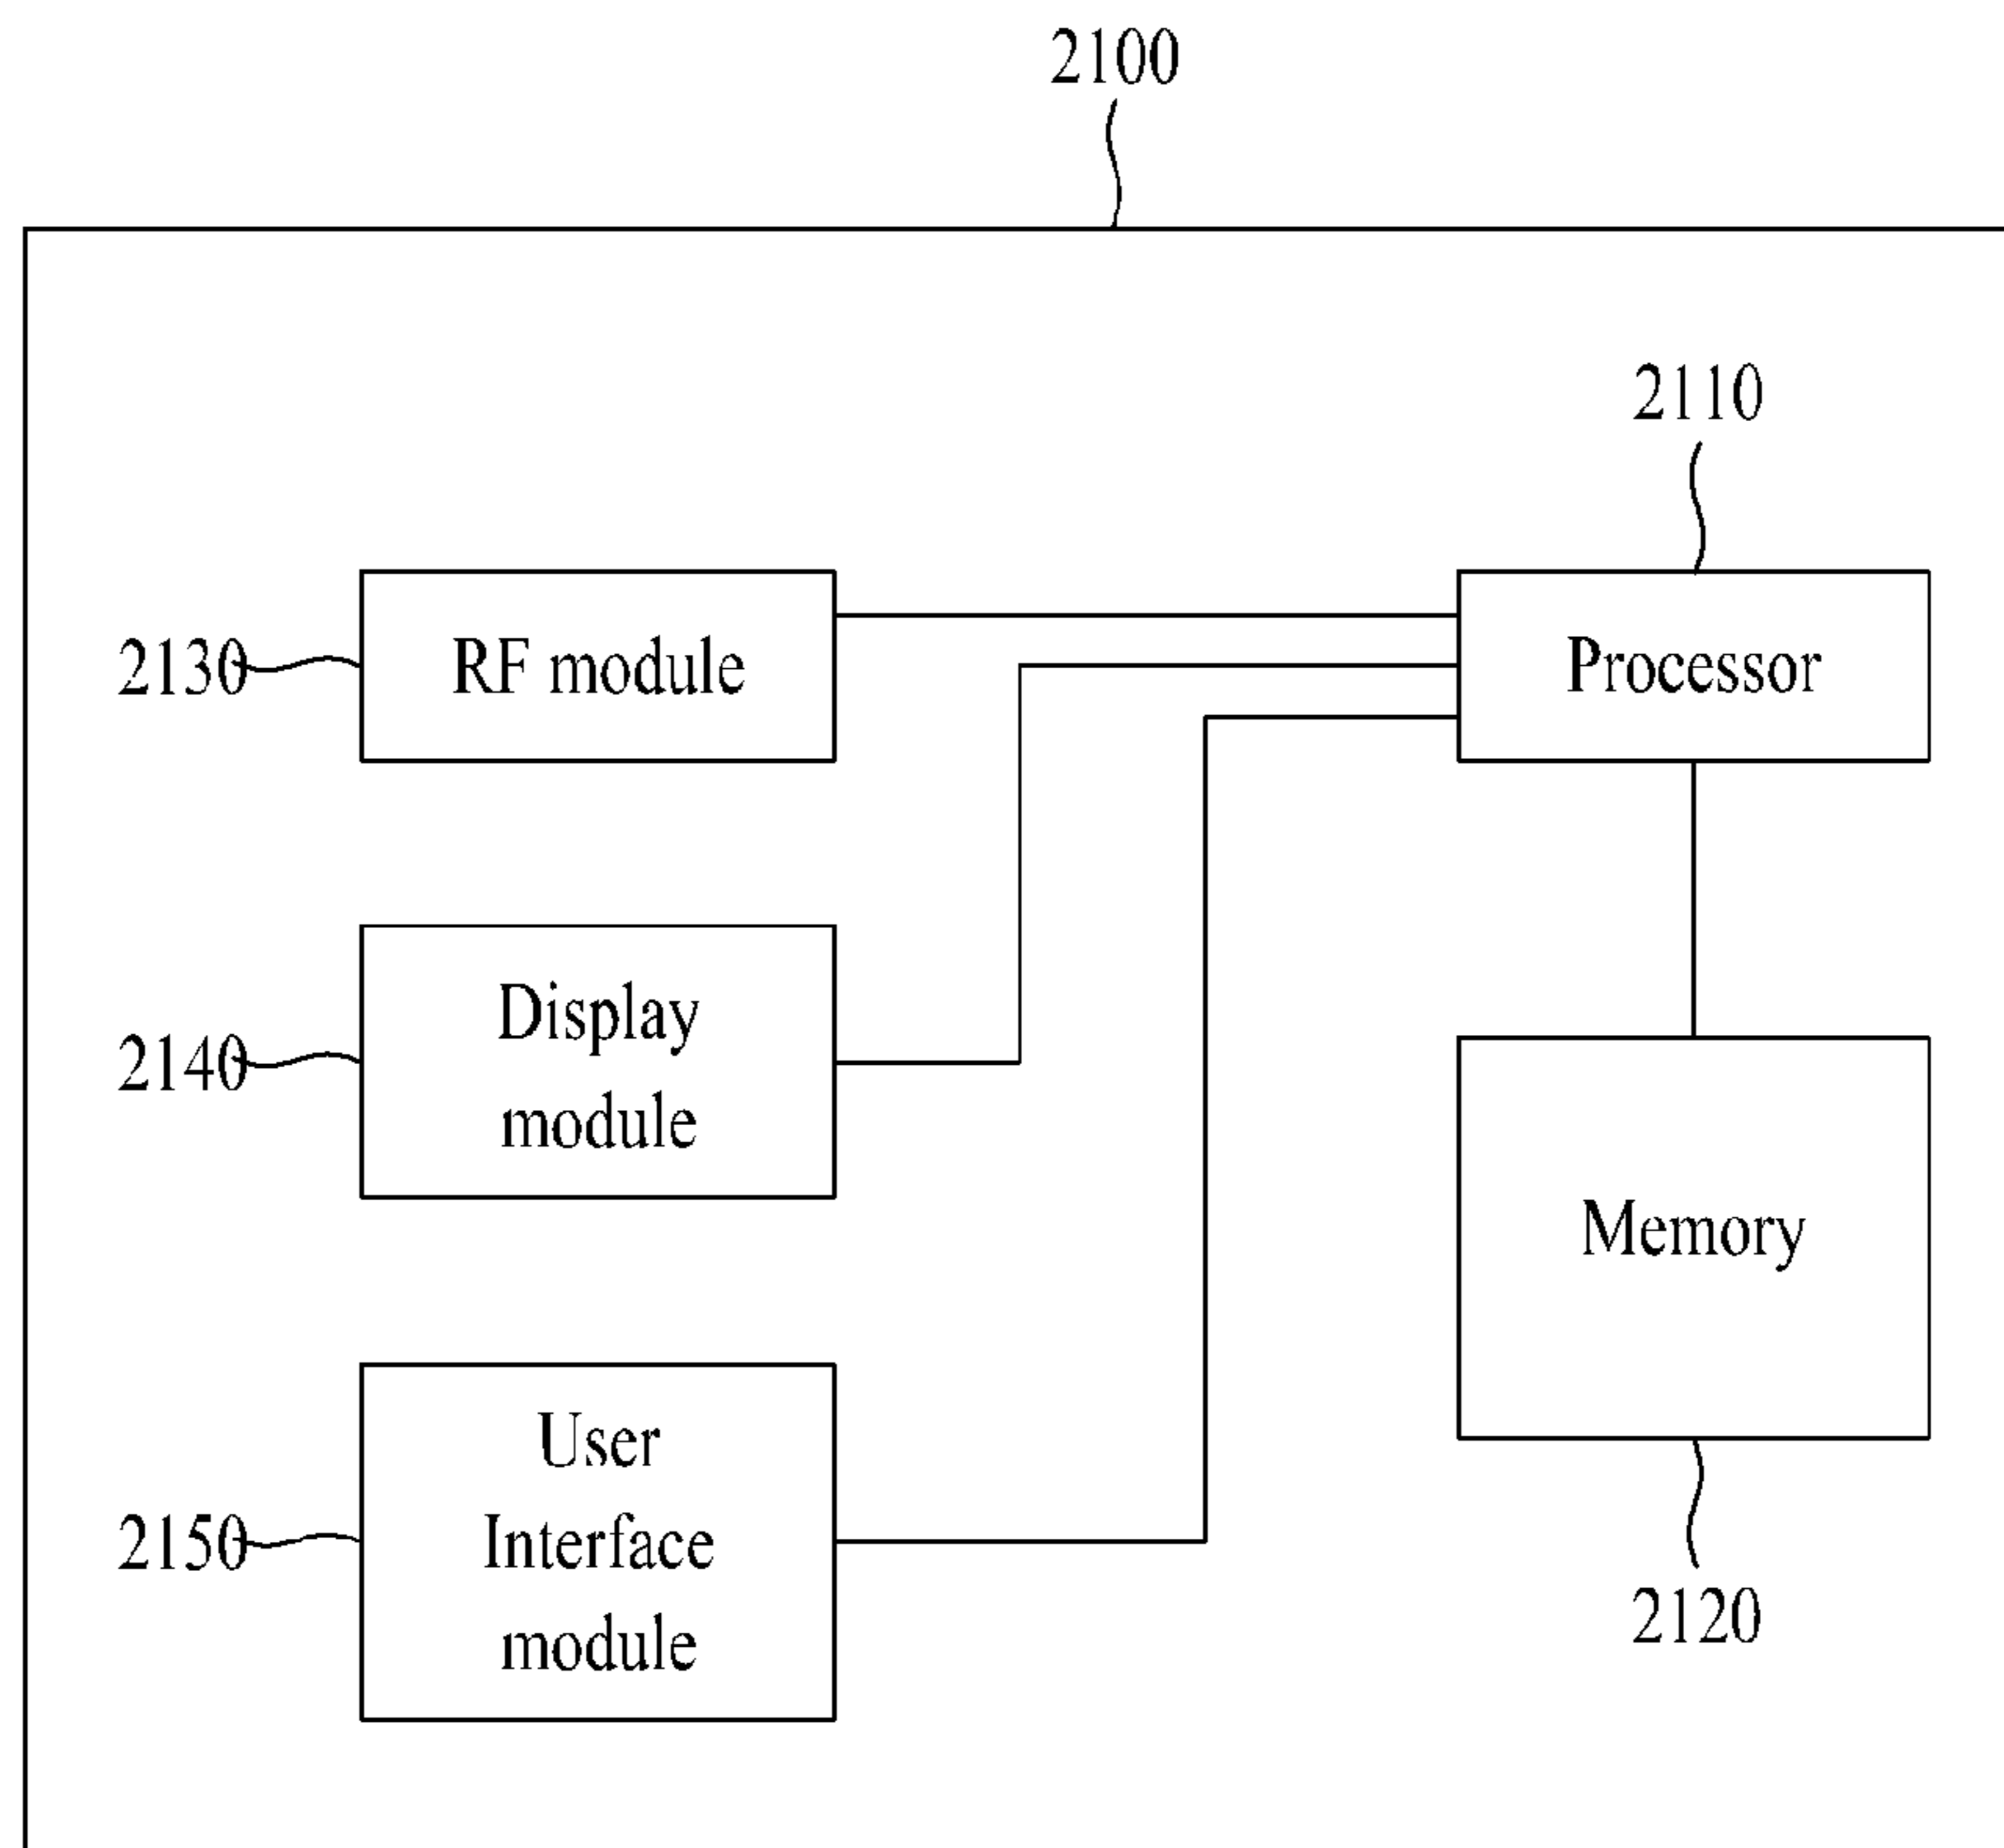 2100
2110
2130
RF module
Processor
2140
Display
module
Memory
2150
User
Interface
module
2120